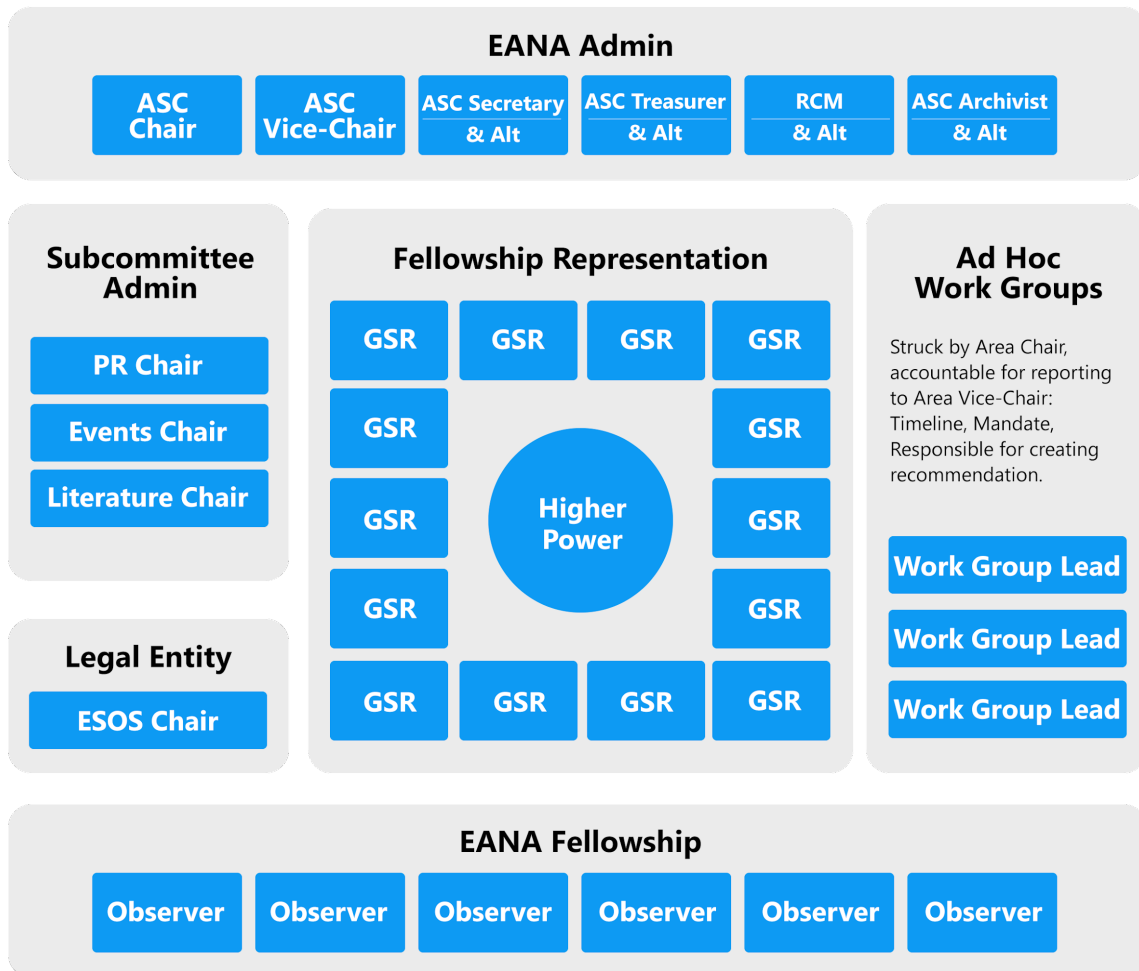 EANA Admin
ASC
Chair
ASC
Vice-Chair
ASC Secretary
& Alt
ASC Treasurer
& Alt
RCM
& Alt
ASC Archivist
& Alt
Subcommittee
Admin
PR Chair
Events Chair
Literature Chair
Legal Entity
ESOS Chair
Fellowship Representation
GSR
GSR
GSR
GSR
GSR
GSR
GSR
GSR
GSR
GSR
GSR
GSR
GSR
GSR
Higher
Power
Ad Hoc
Work Groups
Struck by Area Chair,
accountable for reporting
to Area Vice-Chair:
Timeline, Mandate,
Responsible for creating
recommendation.
Work Group Lead
Work Group Lead
Work Group Lead
EANA Fellowship
Observer
Observer
Observer
Observer
Observer
Observer